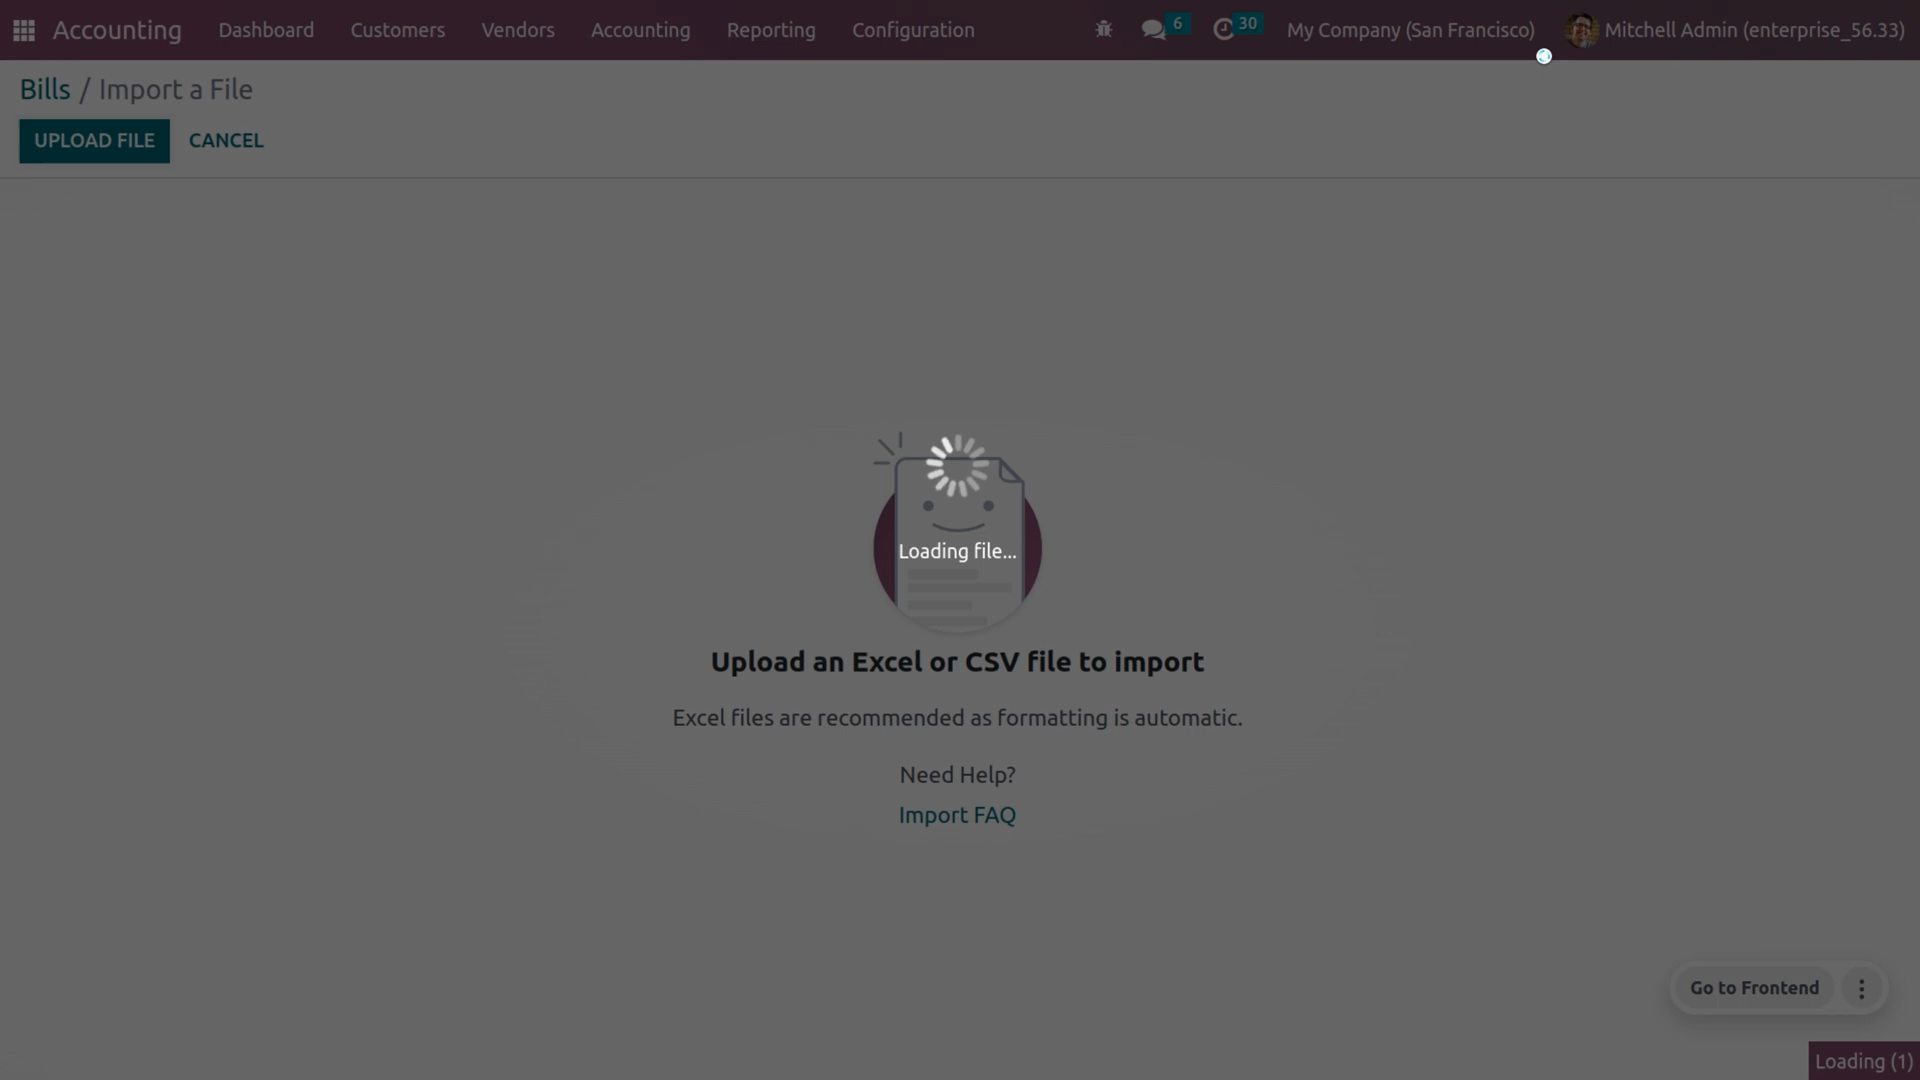 Accounting Dashboard Customers Vendors Accounting Reporting Configuration 6 30 My Company (San Francisco) Mitchell Admin (enterprise_56.33)
Bills / Import a File
UPLOAD FILE CANCEL
Loading file...
Upload an Excel or CSV file to import
Excel files are recommended as formatting is automatic.
Need Help?
Import FAQ
Go to Frontend
Loading (1)